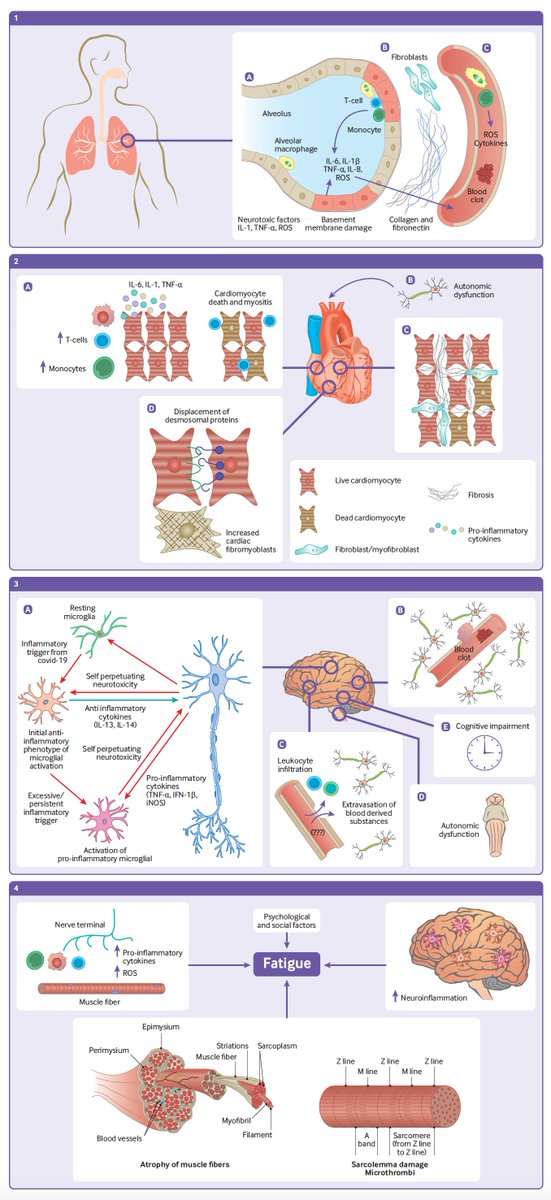 1
A
B
C
Fibroblasts
T-cell
Alveolus
Monocyte
ROS
Cytokines
Alveolar
macrophage
IL-6, IL-1β
TNF-α, IL-8,
ROS
Blood
clot
Neurotoxic factors
IL-1, TNF-α, ROS
Basement
membrane damage
Collagen and
fibronectin
2
A
IL-6, IL-1, TNF-α
Cardiomyocyte
death and myositis
T-cells
Monocytes
B
Autonomic
dysfunction
C
D
Displacement of
desmosomal proteins
Increased
cardiac
fibromyoblasts
Live cardiomyocyte
Fibrosis
Dead cardiomyocyte
Pro-inflammatory
cytokines
Fibroblast/myofibroblast
3
A
Resting
microglia
Inflammatory
trigger from
covid-19
Self perpetuating
neurotoxicity
Anti inflammatory
cytokines
(IL-13, IL-14)
Initial anti-
inflammatory
phenotype of
microglial
activation
Self perpetuating
neurotoxicity
Pro-inflammatory
cytokines
(TNF-α, IFN-1β,
iNOS)
Excessive/
persistent
inflammatory
trigger
Activation of
pro-inflammatory microglial
B
Blood
clot
E
Cognitive impairment
C
Leukocyte
infiltration
Extravasation of
blood derived
substances
(???)
D
Autonomic
dysfunction
4
Nerve terminal
Pro-inflammatory
cytokines
ROS
Muscle fiber
Psychological
and social factors
Fatigue
Neuroinflammation
Epimysium
Perimysium
Striations
Muscle fiber
Sarcoplasm
Myofibril
Filament
Blood vessels
Atrophy of muscle fibers
Z line
Z line
Z line
M line
M line
A
band
Sarcomere
(from Z line
to Z line)
Sarcolemma damage
Microthrombi